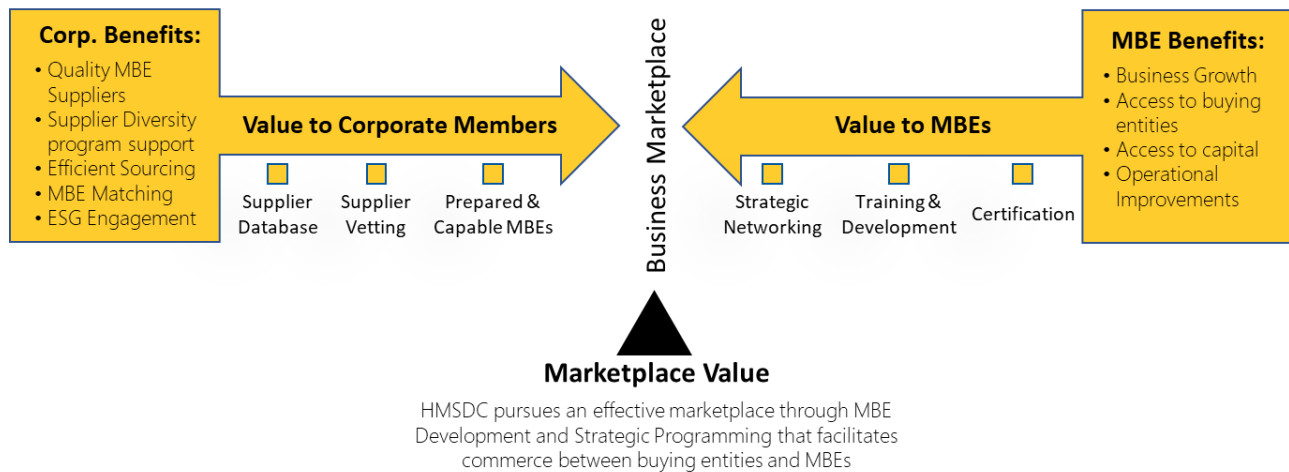 Corp. Benefits:
• Quality MBE
Suppliers
• Supplier Diversity
program support
• Efficient Sourcing
• MBE Matching
• ESG Engagement
Value to Corporate Members
Supplier
Database
Supplier
Vetting
Prepared &
Capable MBEs
Business Marketplace
Value to MBEs
Strategic
Networking
Training &
Development
Certification
MBE Benefits:
• Business Growth
• Access to buying
entities
• Access to capital
• Operational
Improvements
Marketplace Value
HMSDC pursues an effective marketplace through MBE
Development and Strategic Programming that facilitates
commerce between buying entities and MBEs